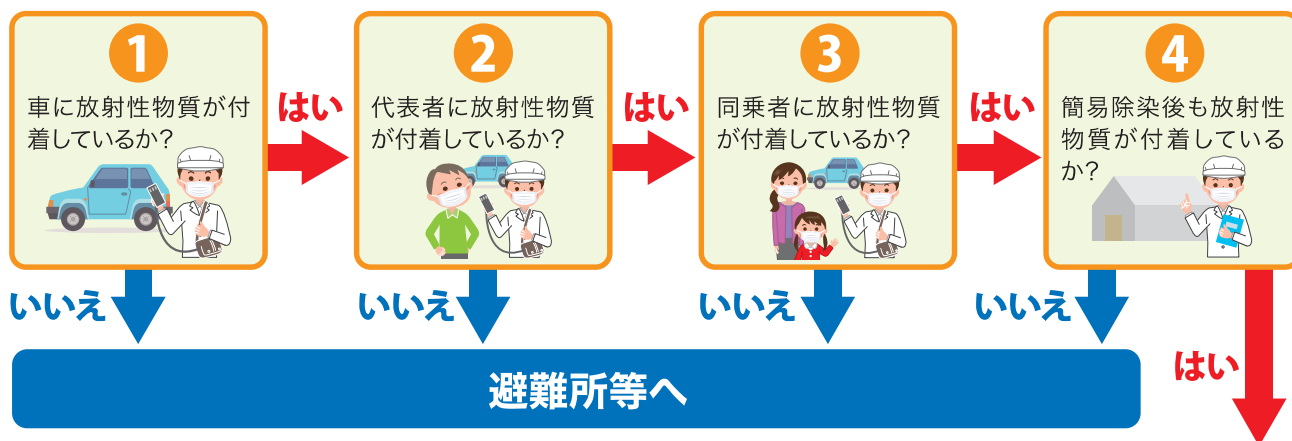 1
車に放射性物質が付
着しているか?
はい
2
代表者に放射性物質
が付着しているか?
はい
3
同乗者に放射性物質
が付着しているか?
はい
4
簡易除染後も放射性
物質が付着している
か?
いいえ
いいえ
いいえ
いいえ
はい
避難所等へ